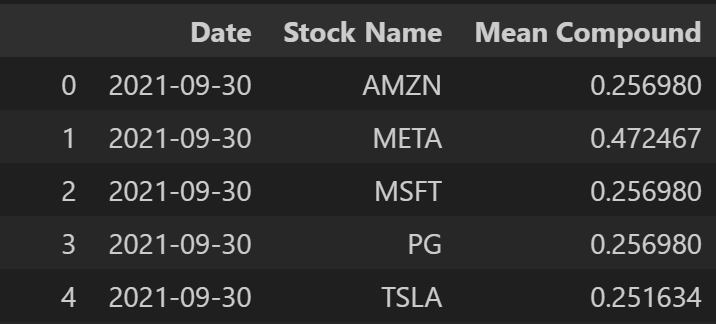 Date Stock Name Mean Compound
0 2021-09-30 AMZN 0.256980
1 2021-09-30 META 0.472467
2 2021-09-30 MSFT 0.256980
3 2021-09-30 PG 0.256980
4 2021-09-30 TSLA 0.251634